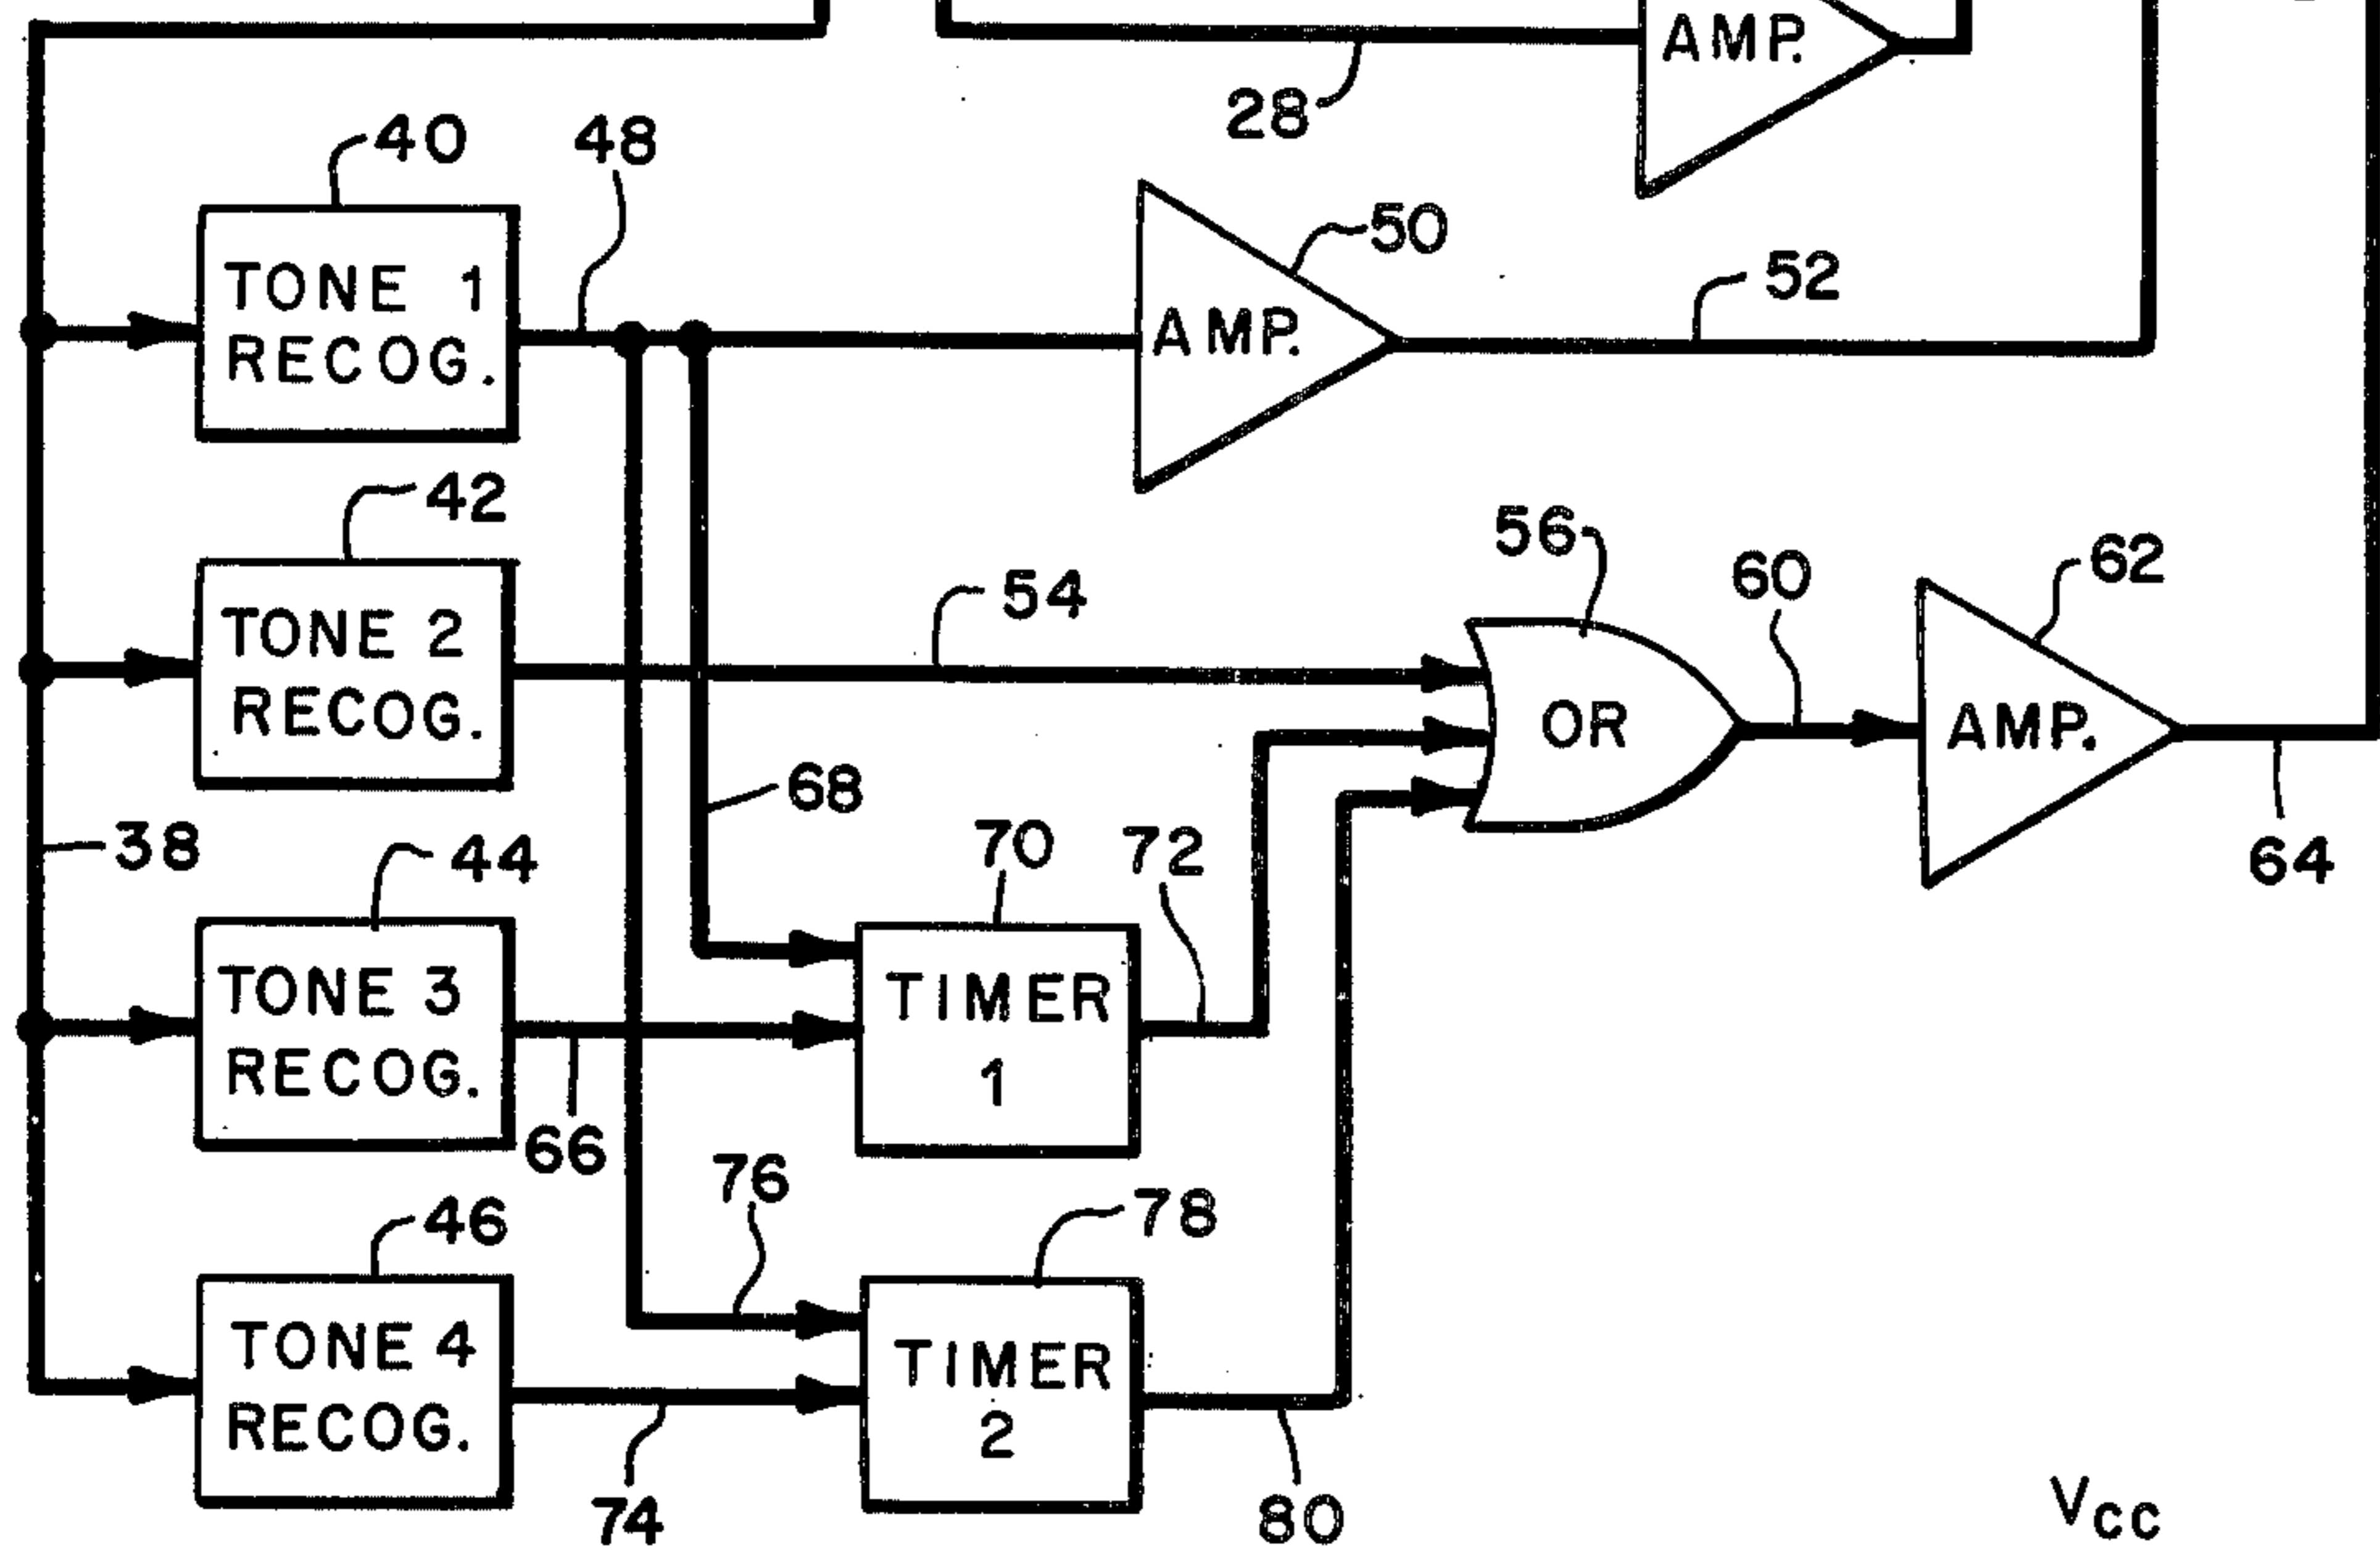 AMP.
28
40
48
TONE 1
RECOG.
50
AMP.
52
42
TONE 2
RECOG.
54
56
OR
60
62
AMP.
64
68
38
44
TONE 3
RECOG.
66
70
72
TIMER
1
76
46
TONE 4
RECOG.
74
78
TIMER
2
80
VCC